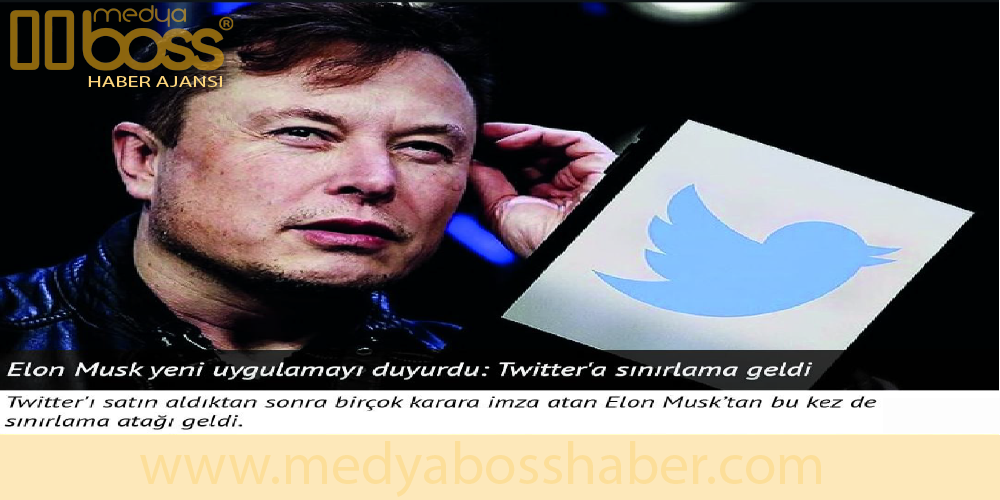 medya
boss®
HABER AJANSI
Elon Musk yeni uygulamayı duyurdu: Twitter'a sınırlama geldi
Twitter'ı satın aldıktan sonra birçok karara imza atan Elon Musk'tan bu kez de
sınırlama atağı geldi.
www.medyabosshaber.com